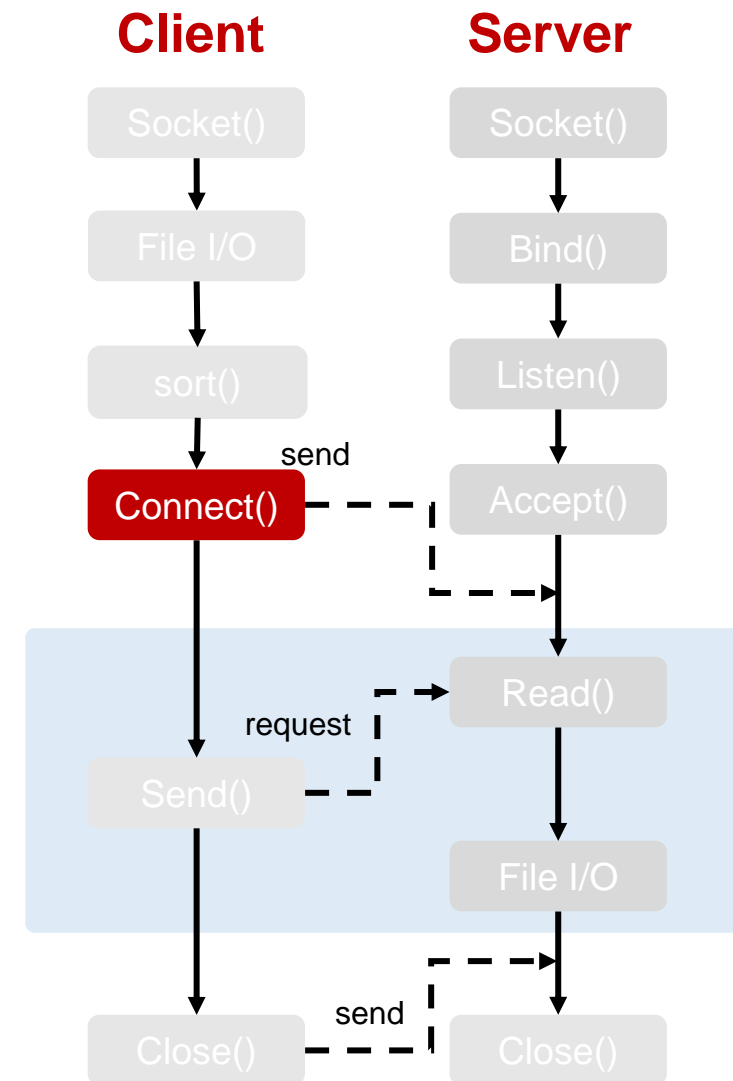 Client
Server
Socket()
Socket()
File I/O
Bind()
sort()
Listen()
send
Connect()
Accept()
Read()
request
Send()
File I/O
send
Close()
Close()